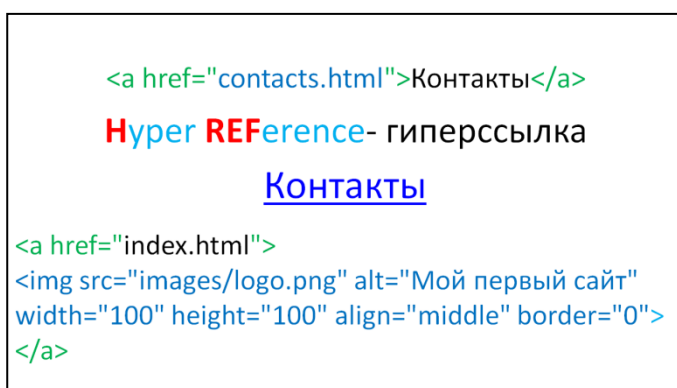 <a href="contacts.html">Контакты</a>
Hyper REFerence- гиперссылка
Контакты
<a href="index.html">
<img src="images/logo.png" alt="Мой первый сайт"
width="100" height="100" align="middle" border="0">
</a>